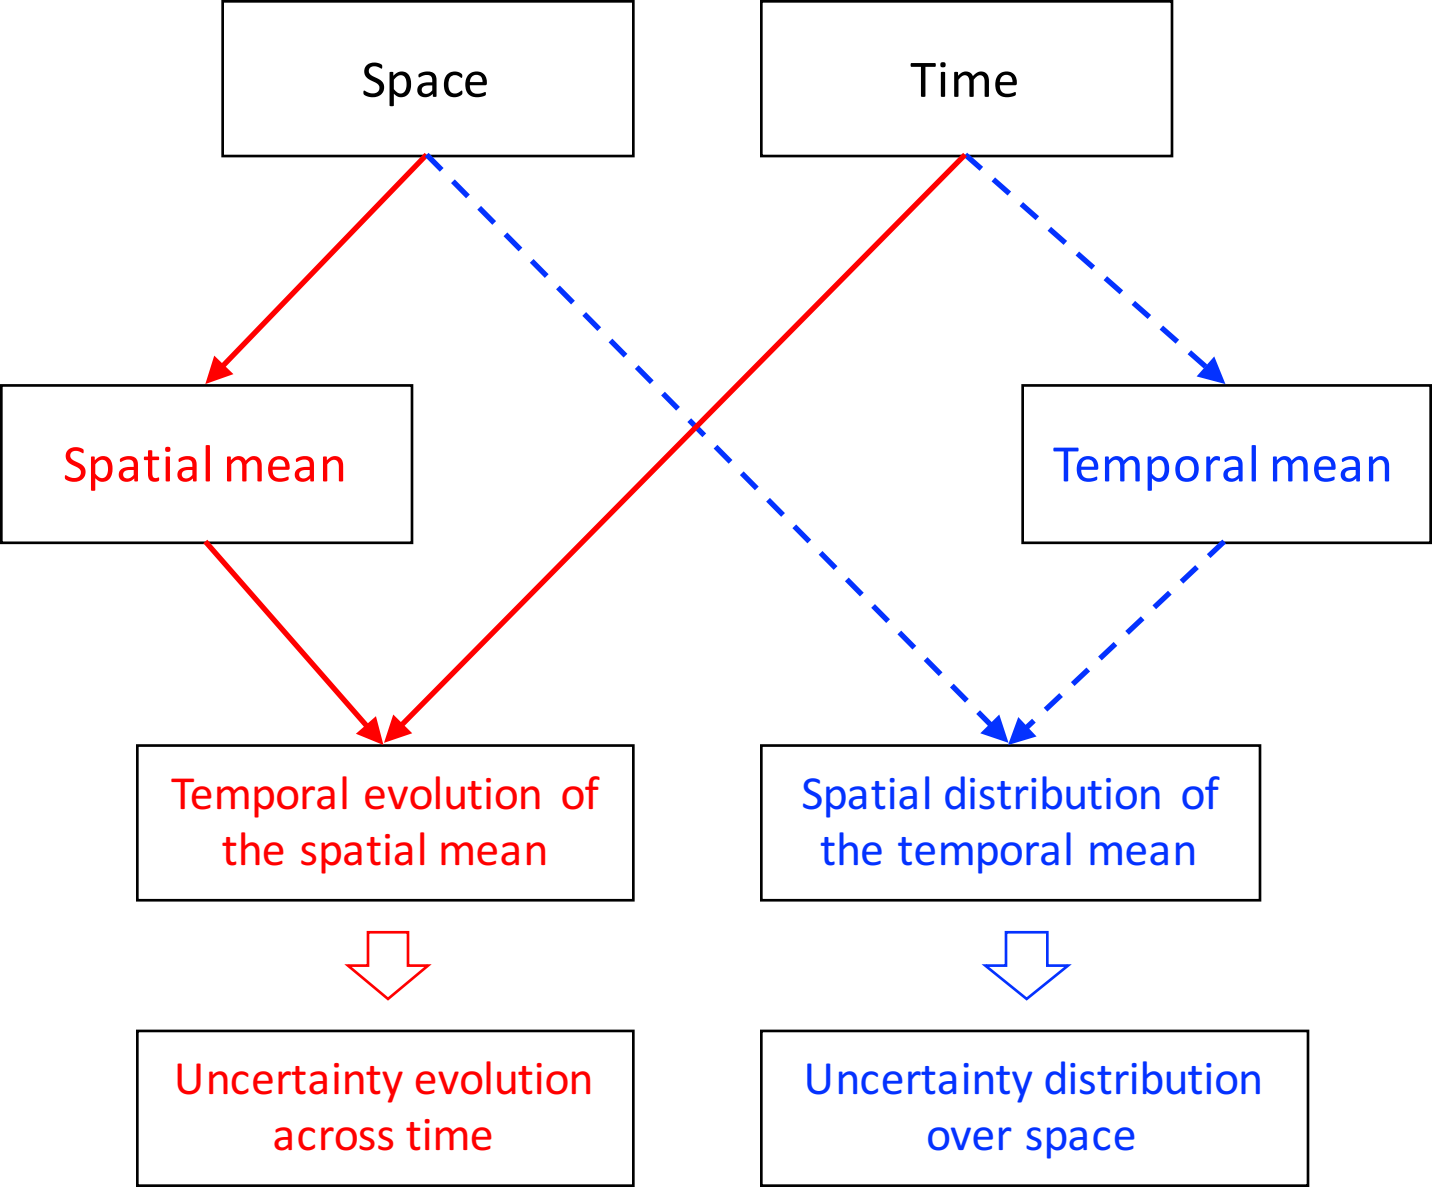 Space
Time
Spatial mean
Temporal mean
Temporal evolution of
the spatial mean
Spatial distribution of
the temporal mean
Uncertainty evolution
across time
Uncertainty distribution
over space